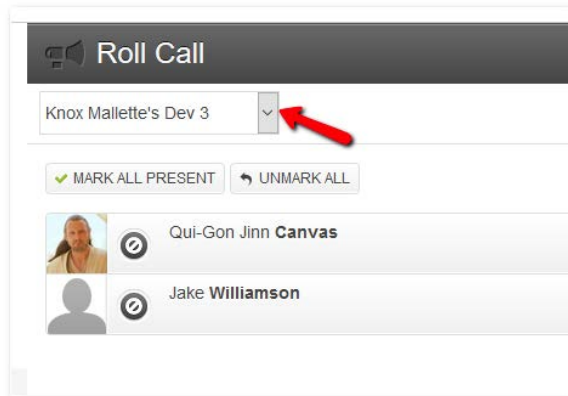 Roll Call
Knox Mallette's Dev 3
MARK ALL PRESENT UNMARK ALL
Qui-Gon Jinn Canvas
Jake Williamson